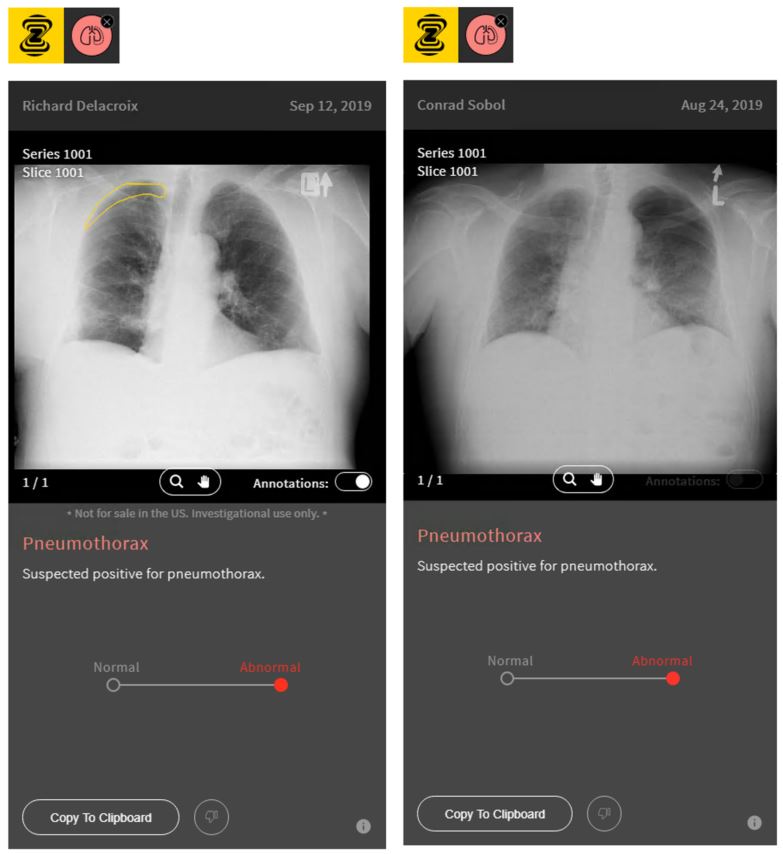 Richard Delacroix Sep 12, 2019
Series 1001
Slice 1001
L
1 / 1 Annotations:
• Not for sale in the US. Investigational use only. •
Pneumothorax
Suspected positive for pneumothorax.
Normal Abnormal
Copy To Clipboard
Conrad Sobol Aug 24, 2019
Series 1001
Slice 1001
L
1 / 1 Annotations:
Pneumothorax
Suspected positive for pneumothorax.
Normal Abnormal
Copy To Clipboard